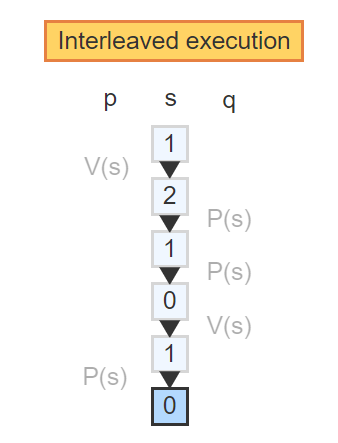 Interleaved execution
p s q
1
V(s)
2
P(s)
1
P(s)
0
V(s)
1
P(s)
0